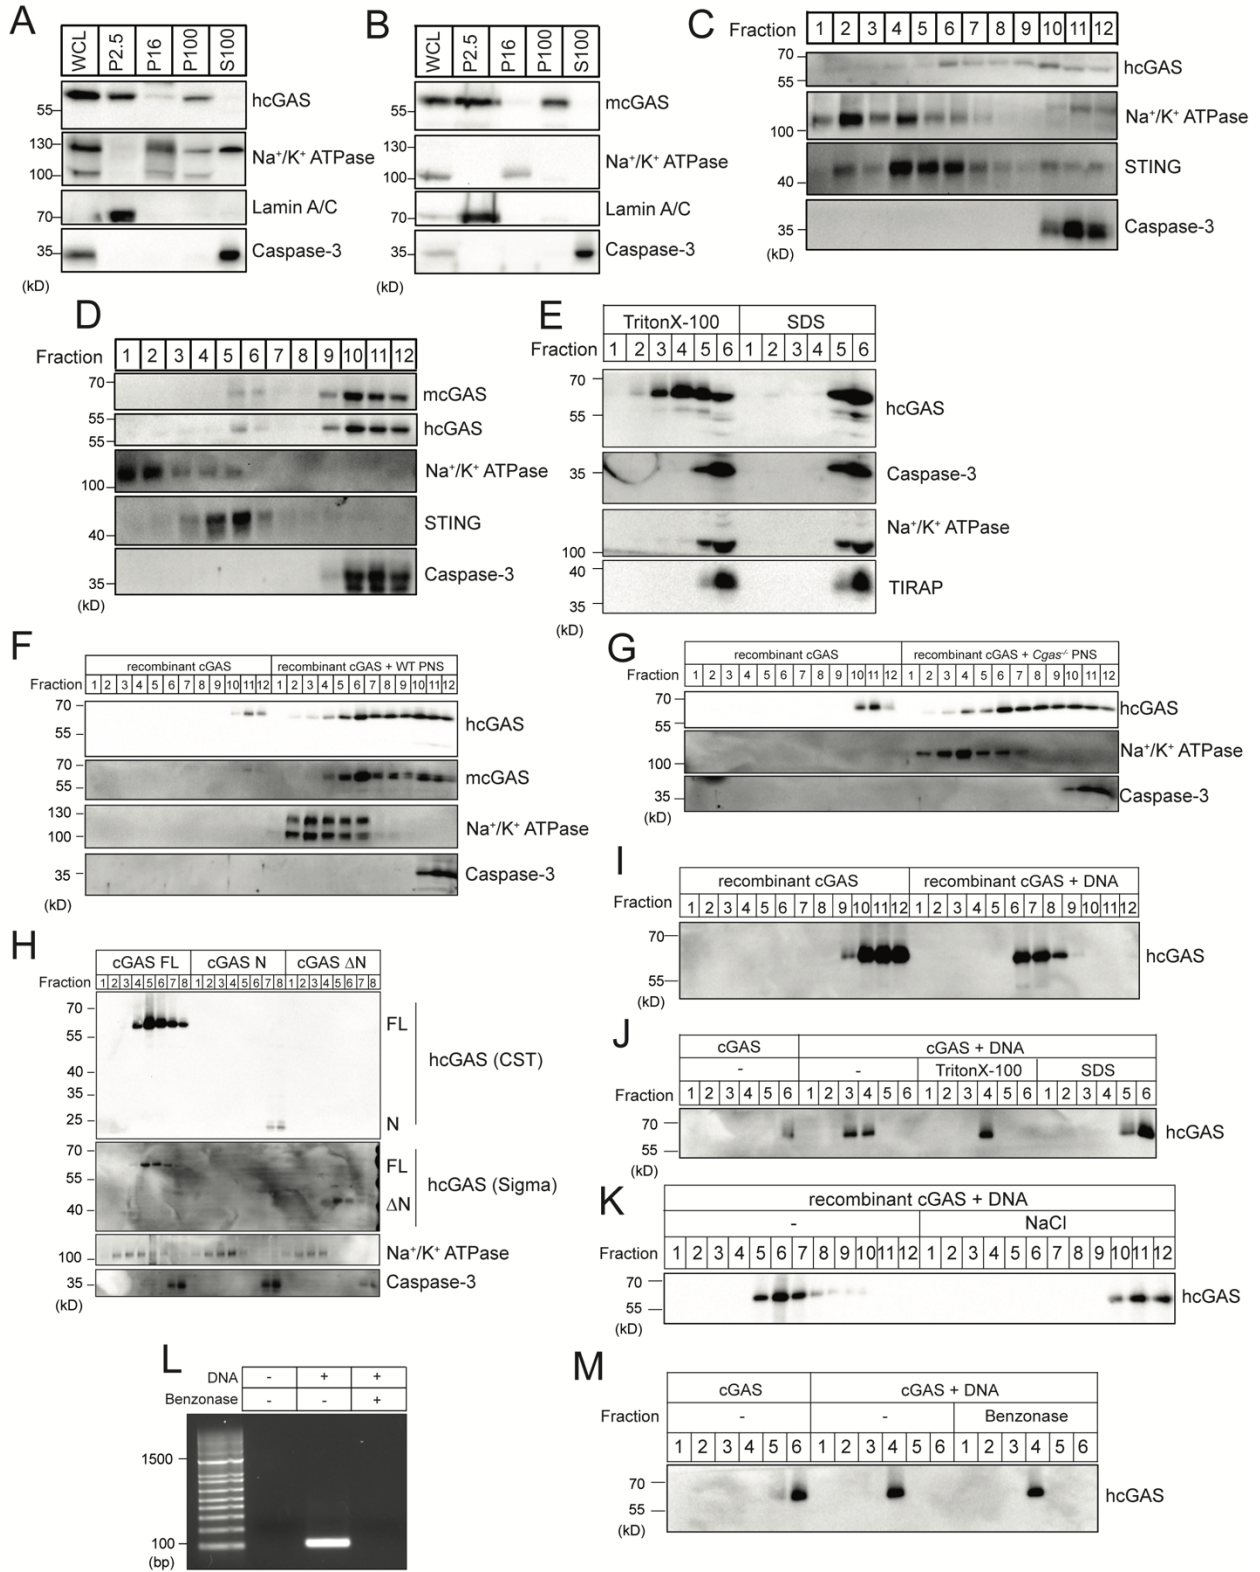 A
WCL P2.5 P16 P100 S100
55
hcGAS
130
100
Na⁺/K⁺ ATPase
70
Lamin A/C
35
Caspase-3
(kD)
B
WCL P2.5 P16 P100 S100
55
mcGAS
130
100
Na⁺/K⁺ ATPase
70
Lamin A/C
35
Caspase-3
(kD)
C
Fraction 1 2 3 4 5 6 7 8 9 10 11 12
70
55
hcGAS
100
Na⁺/K⁺ ATPase
40
STING
35
Caspase-3
(kD)
D
Fraction 1 2 3 4 5 6 7 8 9 10 11 12
70
mcGAS
55
55
hcGAS
100
Na⁺/K⁺ ATPase
40
STING
35
Caspase-3
(kD)
E
TritonX-100 SDS
Fraction 1 2 3 4 5 6 1 2 3 4 5 6
70
55
hcGAS
35
Caspase-3
100
Na⁺/K⁺ ATPase
40
35
TIRAP
(kD)
F
recombinant cGAS recombinant cGAS + WT PNS
Fraction 1 2 3 4 5 6 7 8 9 10 11 12 1 2 3 4 5 6 7 8 9 10 11 12
70
55
hcGAS
70
55
mcGAS
130
100
Na⁺/K⁺ ATPase
35
Caspase-3
(kD)
G
recombinant cGAS recombinant cGAS + Cgas⁻/⁻ PNS
Fraction 1 2 3 4 5 6 7 8 9 10 11 12 1 2 3 4 5 6 7 8 9 10 11 12
70
55
hcGAS
100
Na⁺/K⁺ ATPase
35
Caspase-3
(kD)
H
cGAS FL cGAS N cGAS ΔN
Fraction 1 2 3 4 5 6 7 8 1 2 3 4 5 6 7 8 1 2 3 4 5 6 7 8
70
55
40
35
25
FL
N
hcGAS (CST)
70
55
40
FL
ΔN
hcGAS (Sigma)
100
Na⁺/K⁺ ATPase
35
Caspase-3
(kD)
I
recombinant cGAS recombinant cGAS + DNA
Fraction 1 2 3 4 5 6 7 8 9 10 11 12 1 2 3 4 5 6 7 8 9 10 11 12
70
55
hcGAS
(kD)
J
cGAS cGAS + DNA
- - TritonX-100 SDS
Fraction 1 2 3 4 5 6 1 2 3 4 5 6 1 2 3 4 5 6 1 2 3 4 5 6
70
55
hcGAS
(kD)
K
recombinant cGAS + DNA
- NaCl
Fraction 1 2 3 4 5 6 7 8 9 10 11 12 1 2 3 4 5 6 7 8 9 10 11 12
70
55
hcGAS
(kD)
L
DNA - + +
Benzonase - - +
1500
100
(bp)
M
cGAS cGAS + DNA
Fraction - - Benzonase
1 2 3 4 5 6 1 2 3 4 5 6 1 2 3 4 5 6
70
55
hcGAS
(kD)